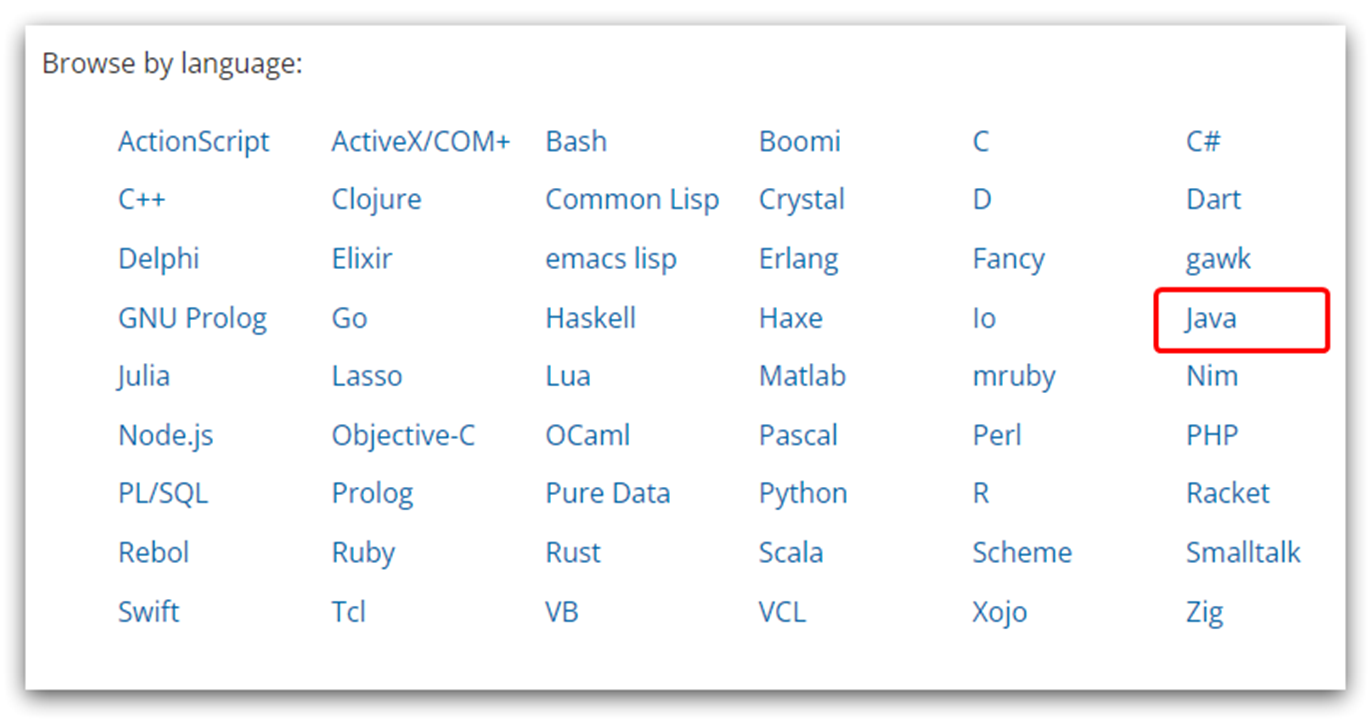 Browse by language:
ActionScript ActiveX/COM+ Bash Boomi C C#
C++ Clojure Common Lisp Crystal D Dart
Delphi Elixir emacs lisp Erlang Fancy gawk
GNU Prolog Go Haskell Haxe Io Java
Julia Lasso Lua Matlab mruby Nim
Node.js Objective-C OCaml Pascal Perl PHP
PL/SQL Prolog Pure Data Python R Racket
Rebol Ruby Rust Scala Scheme Smalltalk
Swift Tcl VB VCL Xojo Zig